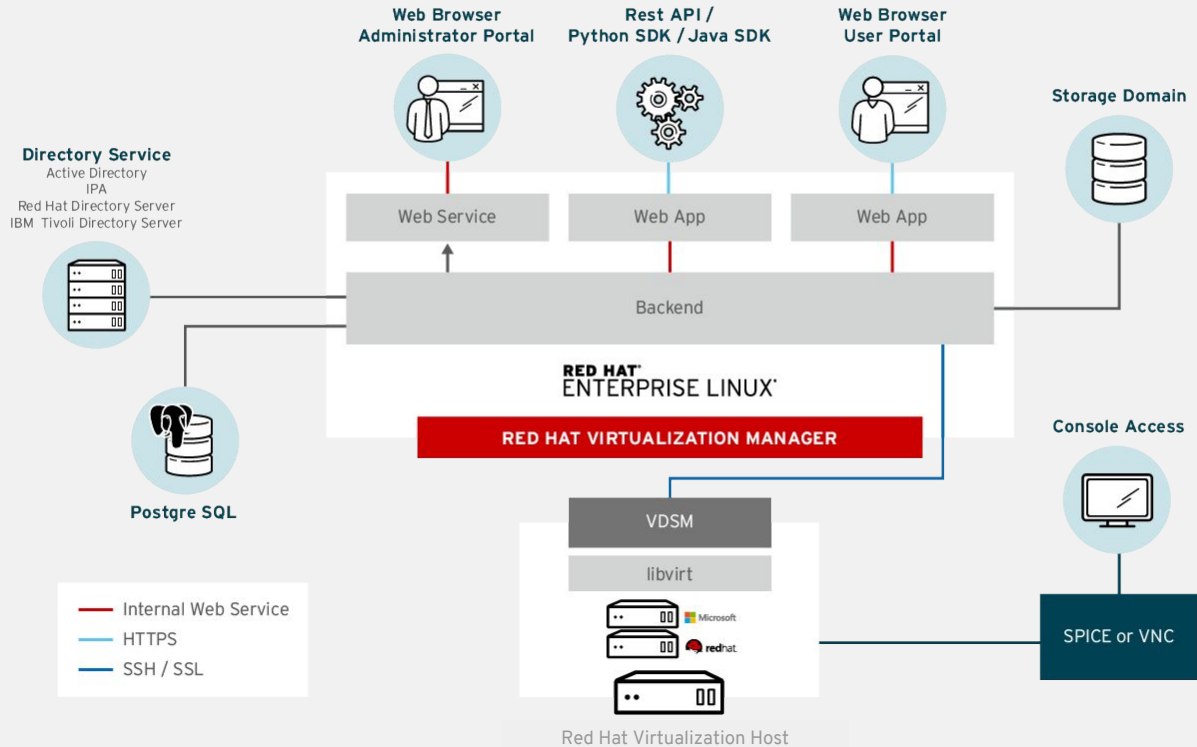 Web Browser
Administrator Portal
Rest API /
Python SDK / Java SDK
Web Browser
User Portal
Storage Domain
Directory Service
Active Directory
IPA
Red Hat Directory Server
IBM Tivoli Directory Server
Web Service
Web App
Web App
Backend
RED HAT®
ENTERPRISE LINUX®
RED HAT VIRTUALIZATION MANAGER
Postgre SQL
Console Access
VDSM
libvirt
Microsoft
redhat.
SPICE or VNC
Internal Web Service
HTTPS
SSH / SSL
Red Hat Virtualization Host